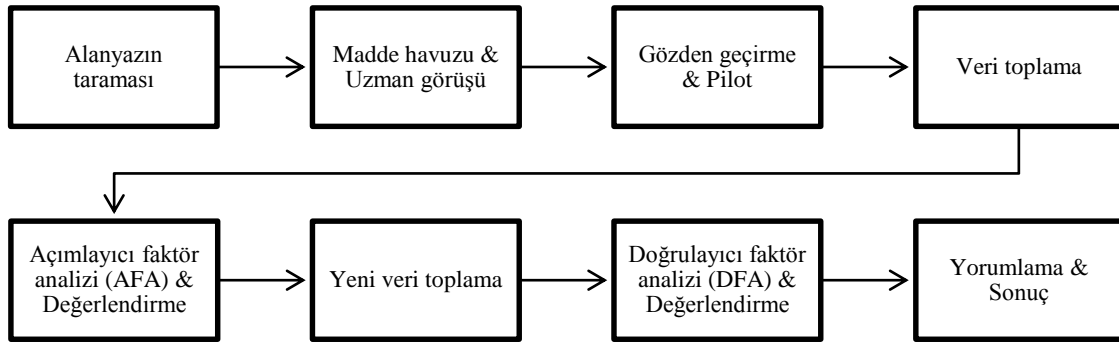 Alanyazın
taraması
Madde havuzu &
Uzman görüşü
Gözden geçirme
& Pilot
Veri toplama
Açımlayıcı faktör
analizi (AFA) &
Değerlendirme
Yeni veri toplama
Doğrulayıcı faktör
analizi (DFA) &
Değerlendirme
Yorumlama &
Sonuç